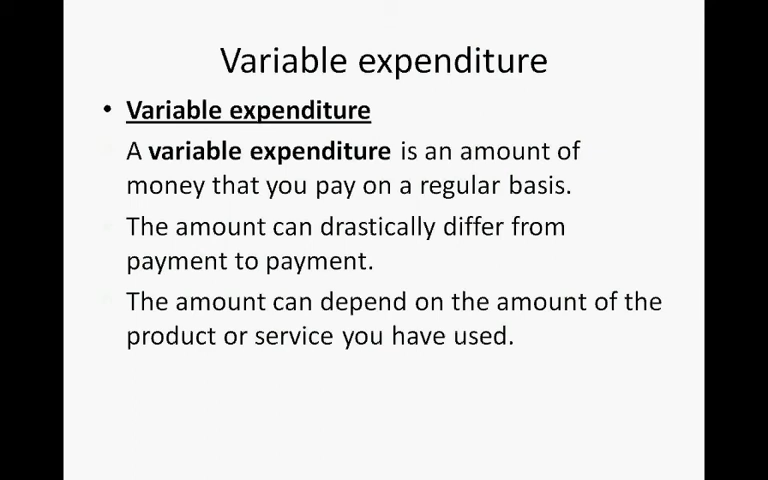 Variable expenditure
• Variable expenditure
A variable expenditure is an amount of
money that you pay on a regular basis.
The amount can drastically differ from
payment to payment.
The amount can depend on the amount of the
product or service you have used.